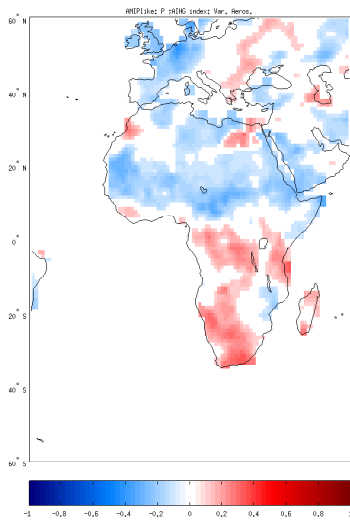 AMIPlike: P ;AIHG index: Var. Aeros.
60° N
40° N
20° N
0°
20° S
40° S
60° S
-1 -0,8 -0,6 -0,4 -0,2 0 0,2 0,4 0,6 0,8 1